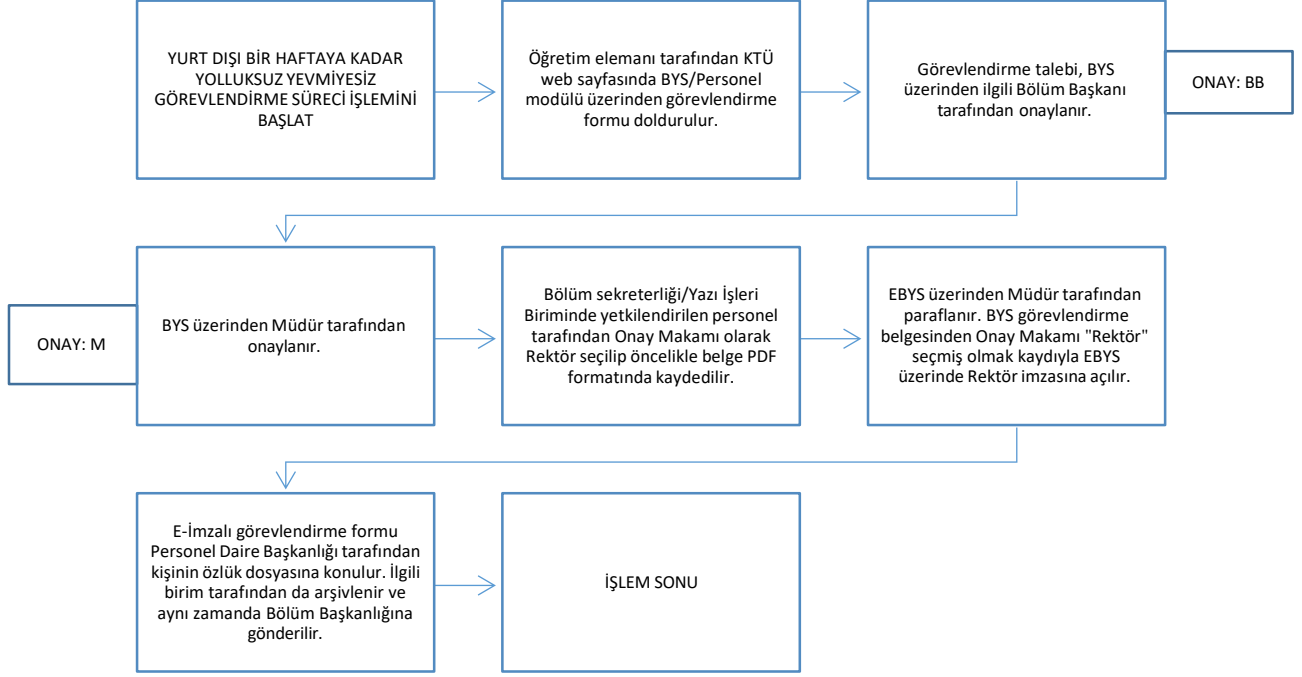 YURT DIŞI BİR HAFTAYA KADAR
YOLLUKSUZ YEVMİYESİZ
GÖREVLENDİRME SÜRECİ İŞLEMİNİ
BAŞLAT
Öğretim elemanı tarafından KTÜ
web sayfasında BYS/Personel
modülü üzerinden görevlendirme
formu doldurulur.
Görevlendirme talebi, BYS
üzerinden ilgili Bölüm Başkanı
tarafından onaylanır.
ONAY: BB
ONAY: M
BYS üzerinden Müdür tarafından
onaylanır.
Bölüm sekreterliği/Yazı İşleri
Biriminde yetkilendirilen personel
tarafından Onay Makamı olarak
Rektör seçilip öncelikle belge PDF
formatında kaydedilir.
EBYS üzerinden Müdür tarafından
paraflanır. BYS görevlendirme
belgesinden Onay Makamı "Rektör"
seçmiş olmak kaydıyla EBYS
üzerinde Rektör imzasına açılır.
E-İmzalı görevlendirme formu
Personel Daire Başkanlığı tarafından
kişinin özlük dosyasına konulur. İlgili
birim tarafından da arşivlenir ve
aynı zamanda Bölüm Başkanlığına
gönderilir.
İŞLEM SONU